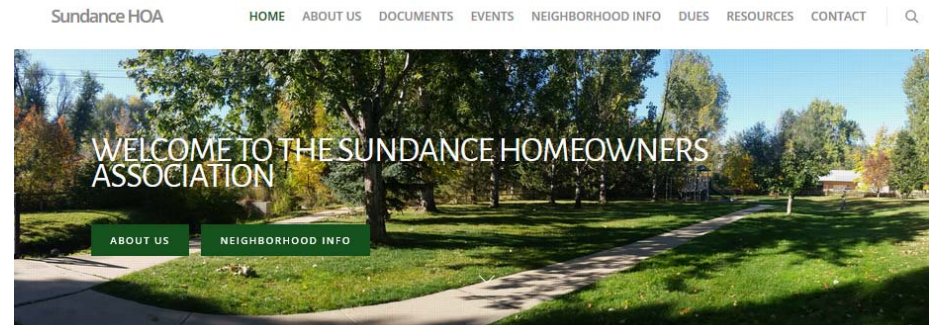 Sundance HOA HOME ABOUT US DOCUMENTS EVENTS NEIGHBORHOOD INFO DUES RESOURCES CONTACT
WELCOME TO THE SUNDANCE HOMEOWNERS
ASSOCIATION
ABOUT US NEIGHBORHOOD INFO